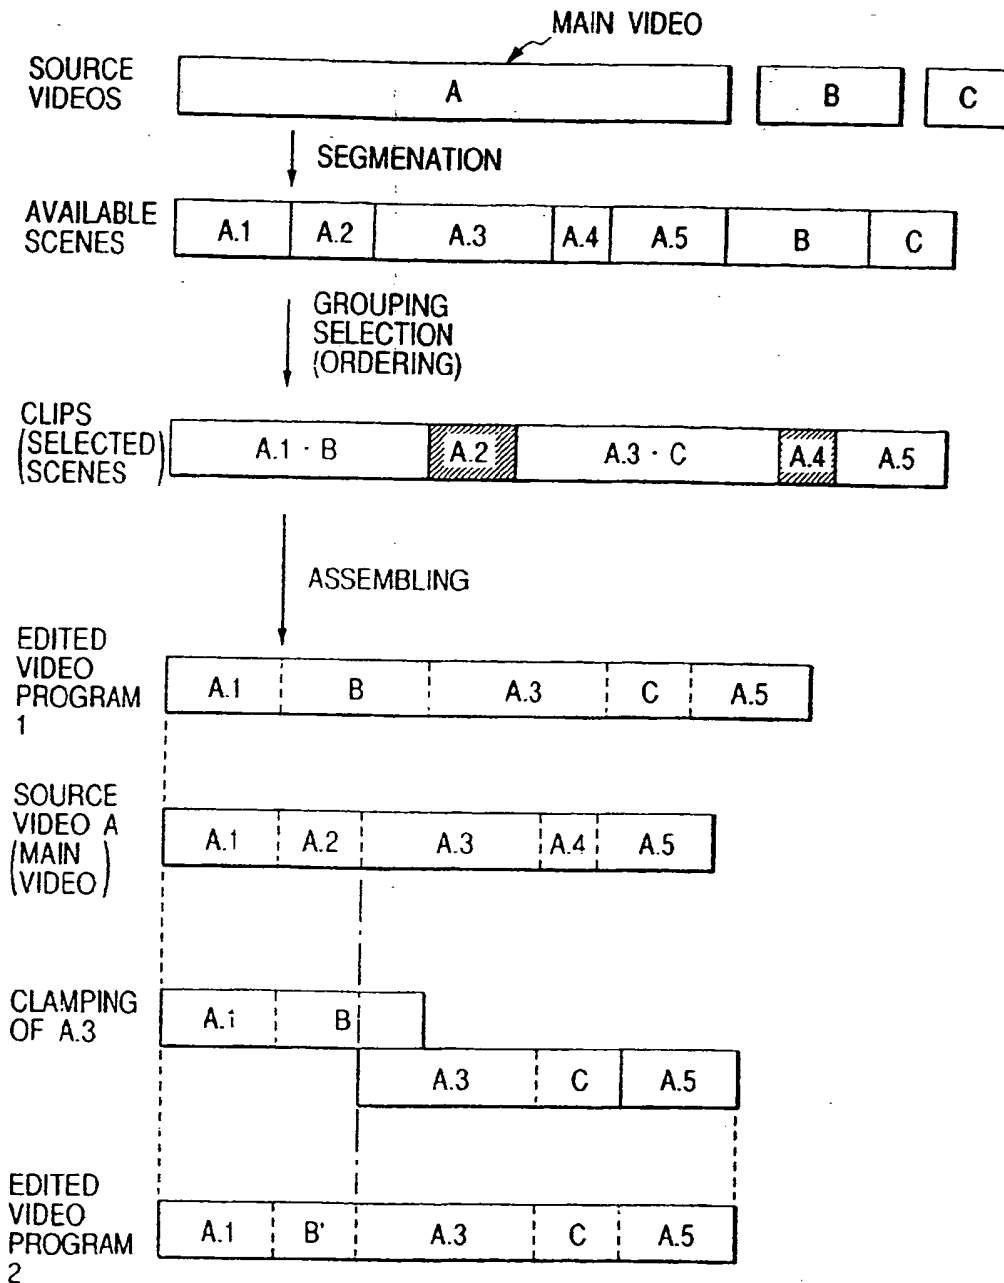 MAIN VIDEO
SOURCE
VIDEOS
A B C
SEGMENATION
AVAILABLE
SCENES
A.1 A.2 A.3 A.4 A.5 B C
GROUPING
SELECTION
(ORDERING)
CLIPS
(SELECTED)
SCENES
A.1 · B A.2 A.3 · C A.4 A.5
ASSEMBLING
EDITED
VIDEO
PROGRAM
1
A.1 B A.3 C A.5
SOURCE
VIDEO A
(MAIN
VIDEO)
A.1 A.2 A.3 A.4 A.5
CLAMPING
OF A.3
A.1 B
A.3 C A.5
EDITED
VIDEO
PROGRAM
2
A.1 B' A.3 C A.5